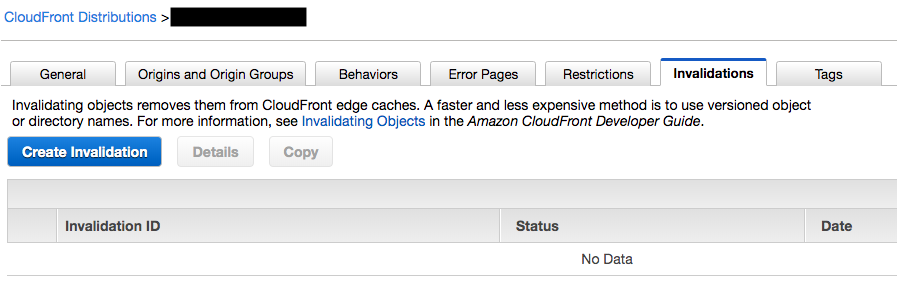 CloudFront Distributions >
General Origins and Origin Groups Behaviors Error Pages Restrictions Invalidations Tags
Invalidating objects removes them from CloudFront edge caches. A faster and less expensive method is to use versioned object
or directory names. For more information, see Invalidating Objects in the Amazon CloudFront Developer Guide.
Create Invalidation Details Copy
Invalidation ID Status Date
No Data